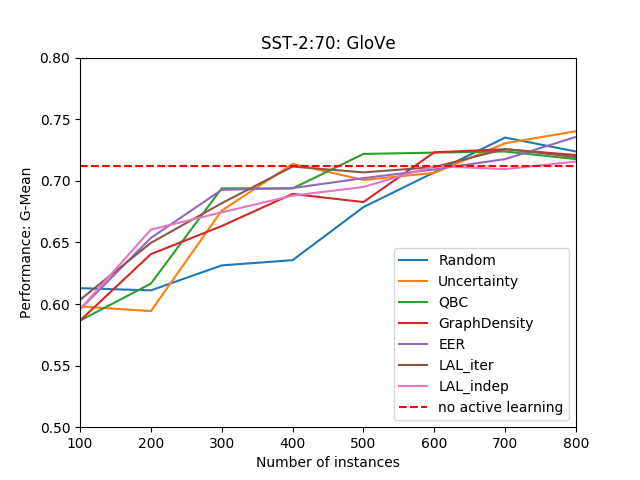 SST-2:70: GloVe
Performance: G-Mean
0.80
0.75
0.70
0.65
0.60
0.55
0.50
100 200 300 400 500 600 700 800
Number of instances
Random
Uncertainty
QBC
GraphDensity
EER
LAL_iter
LAL_indep
no active learning